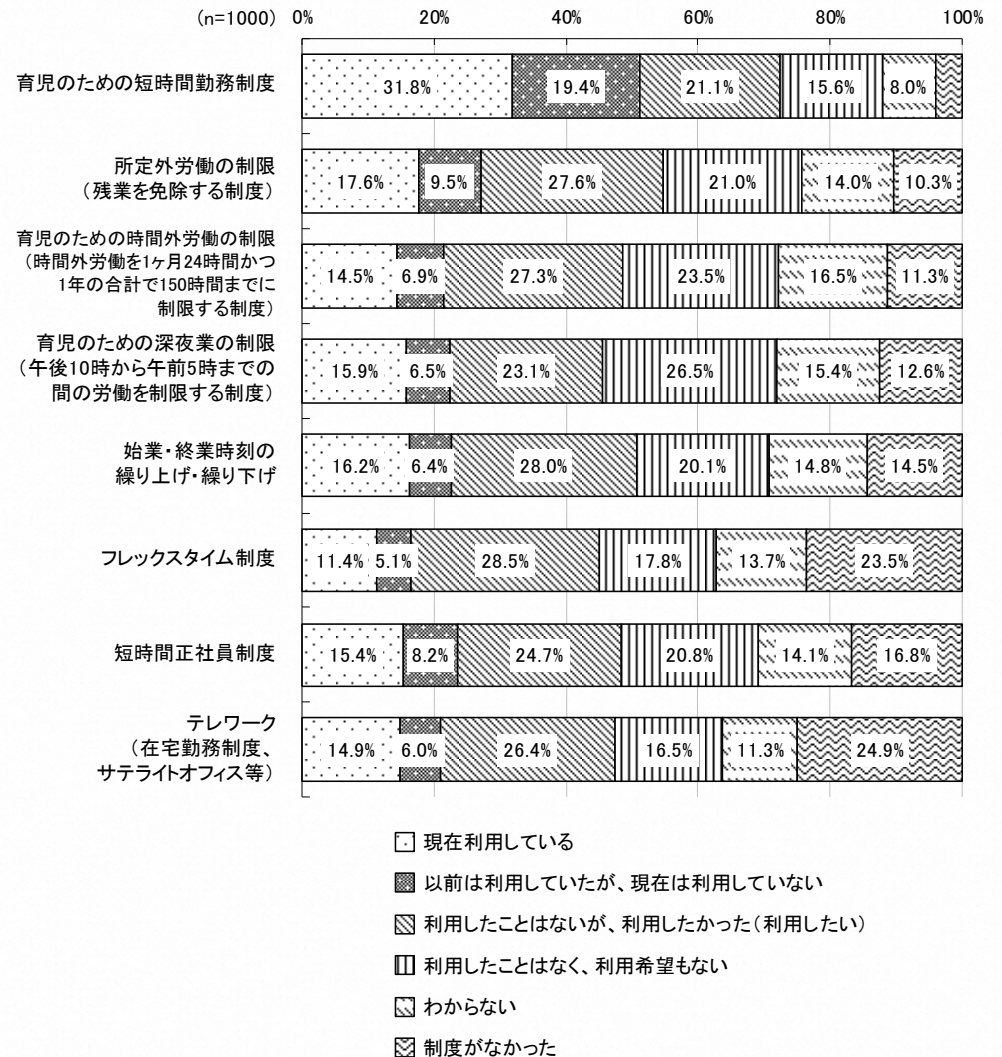 (n=1000) 0% 20% 40% 60% 80% 100%
育児のための短時間勤務制度
31.8% 19.4% 21.1% 15.6% 8.0%
所定外労働の制限
（残業を免除する制度）
17.6% 9.5% 27.6% 21.0% 14.0% 10.3%
育児のための時間外労働の制限
（時間外労働を1ヶ月24時間かつ
1年の合計で150時間までに
制限する制度）
14.5% 6.9% 27.3% 23.5% 16.5% 11.3%
育児のための深夜業の制限
（午後10時から午前5時までの
間の労働を制限する制度）
15.9% 6.5% 23.1% 26.5% 15.4% 12.6%
始業・終業時刻の
繰り上げ・繰り下げ
16.2% 6.4% 28.0% 20.1% 14.8% 14.5%
フレックスタイム制度
11.4% 5.1% 28.5% 17.8% 13.7% 23.5%
短時間正社員制度
15.4% 8.2% 24.7% 20.8% 14.1% 16.8%
テレワーク
（在宅勤務制度、
サテライトオフィス等）
14.9% 6.0% 26.4% 16.5% 11.3% 24.9%
現在利用している
以前は利用していたが、現在は利用していない
利用したことはないが、利用したかった（利用したい）
利用したことはなく、利用希望もない
わからない
制度がなかった